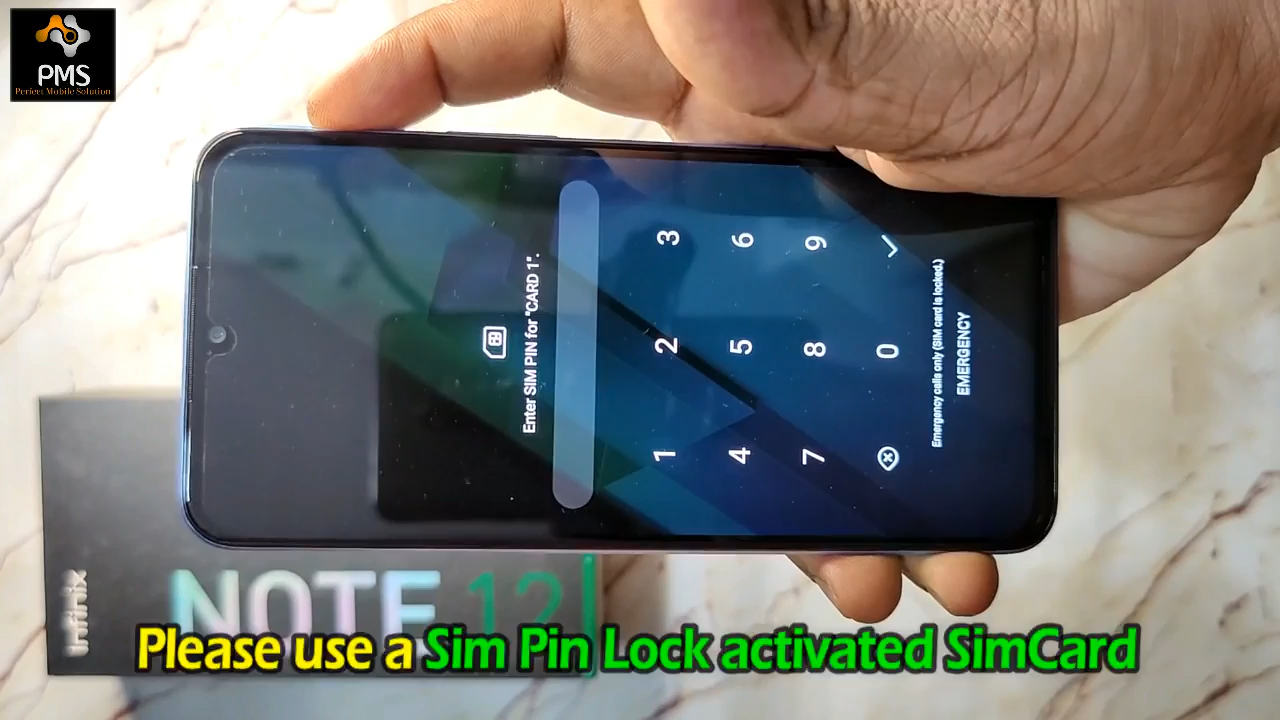 PMS
Perfect Mobile Solution
Enter SIM PIN for "CARD 1".
1 2 3
4 5 6
7 8 9
0
Emergency calls only (SIM card is locked.)
EMERGENCY
Infinix
NOTE 12
Please use a Sim Pin Lock activated SimCard